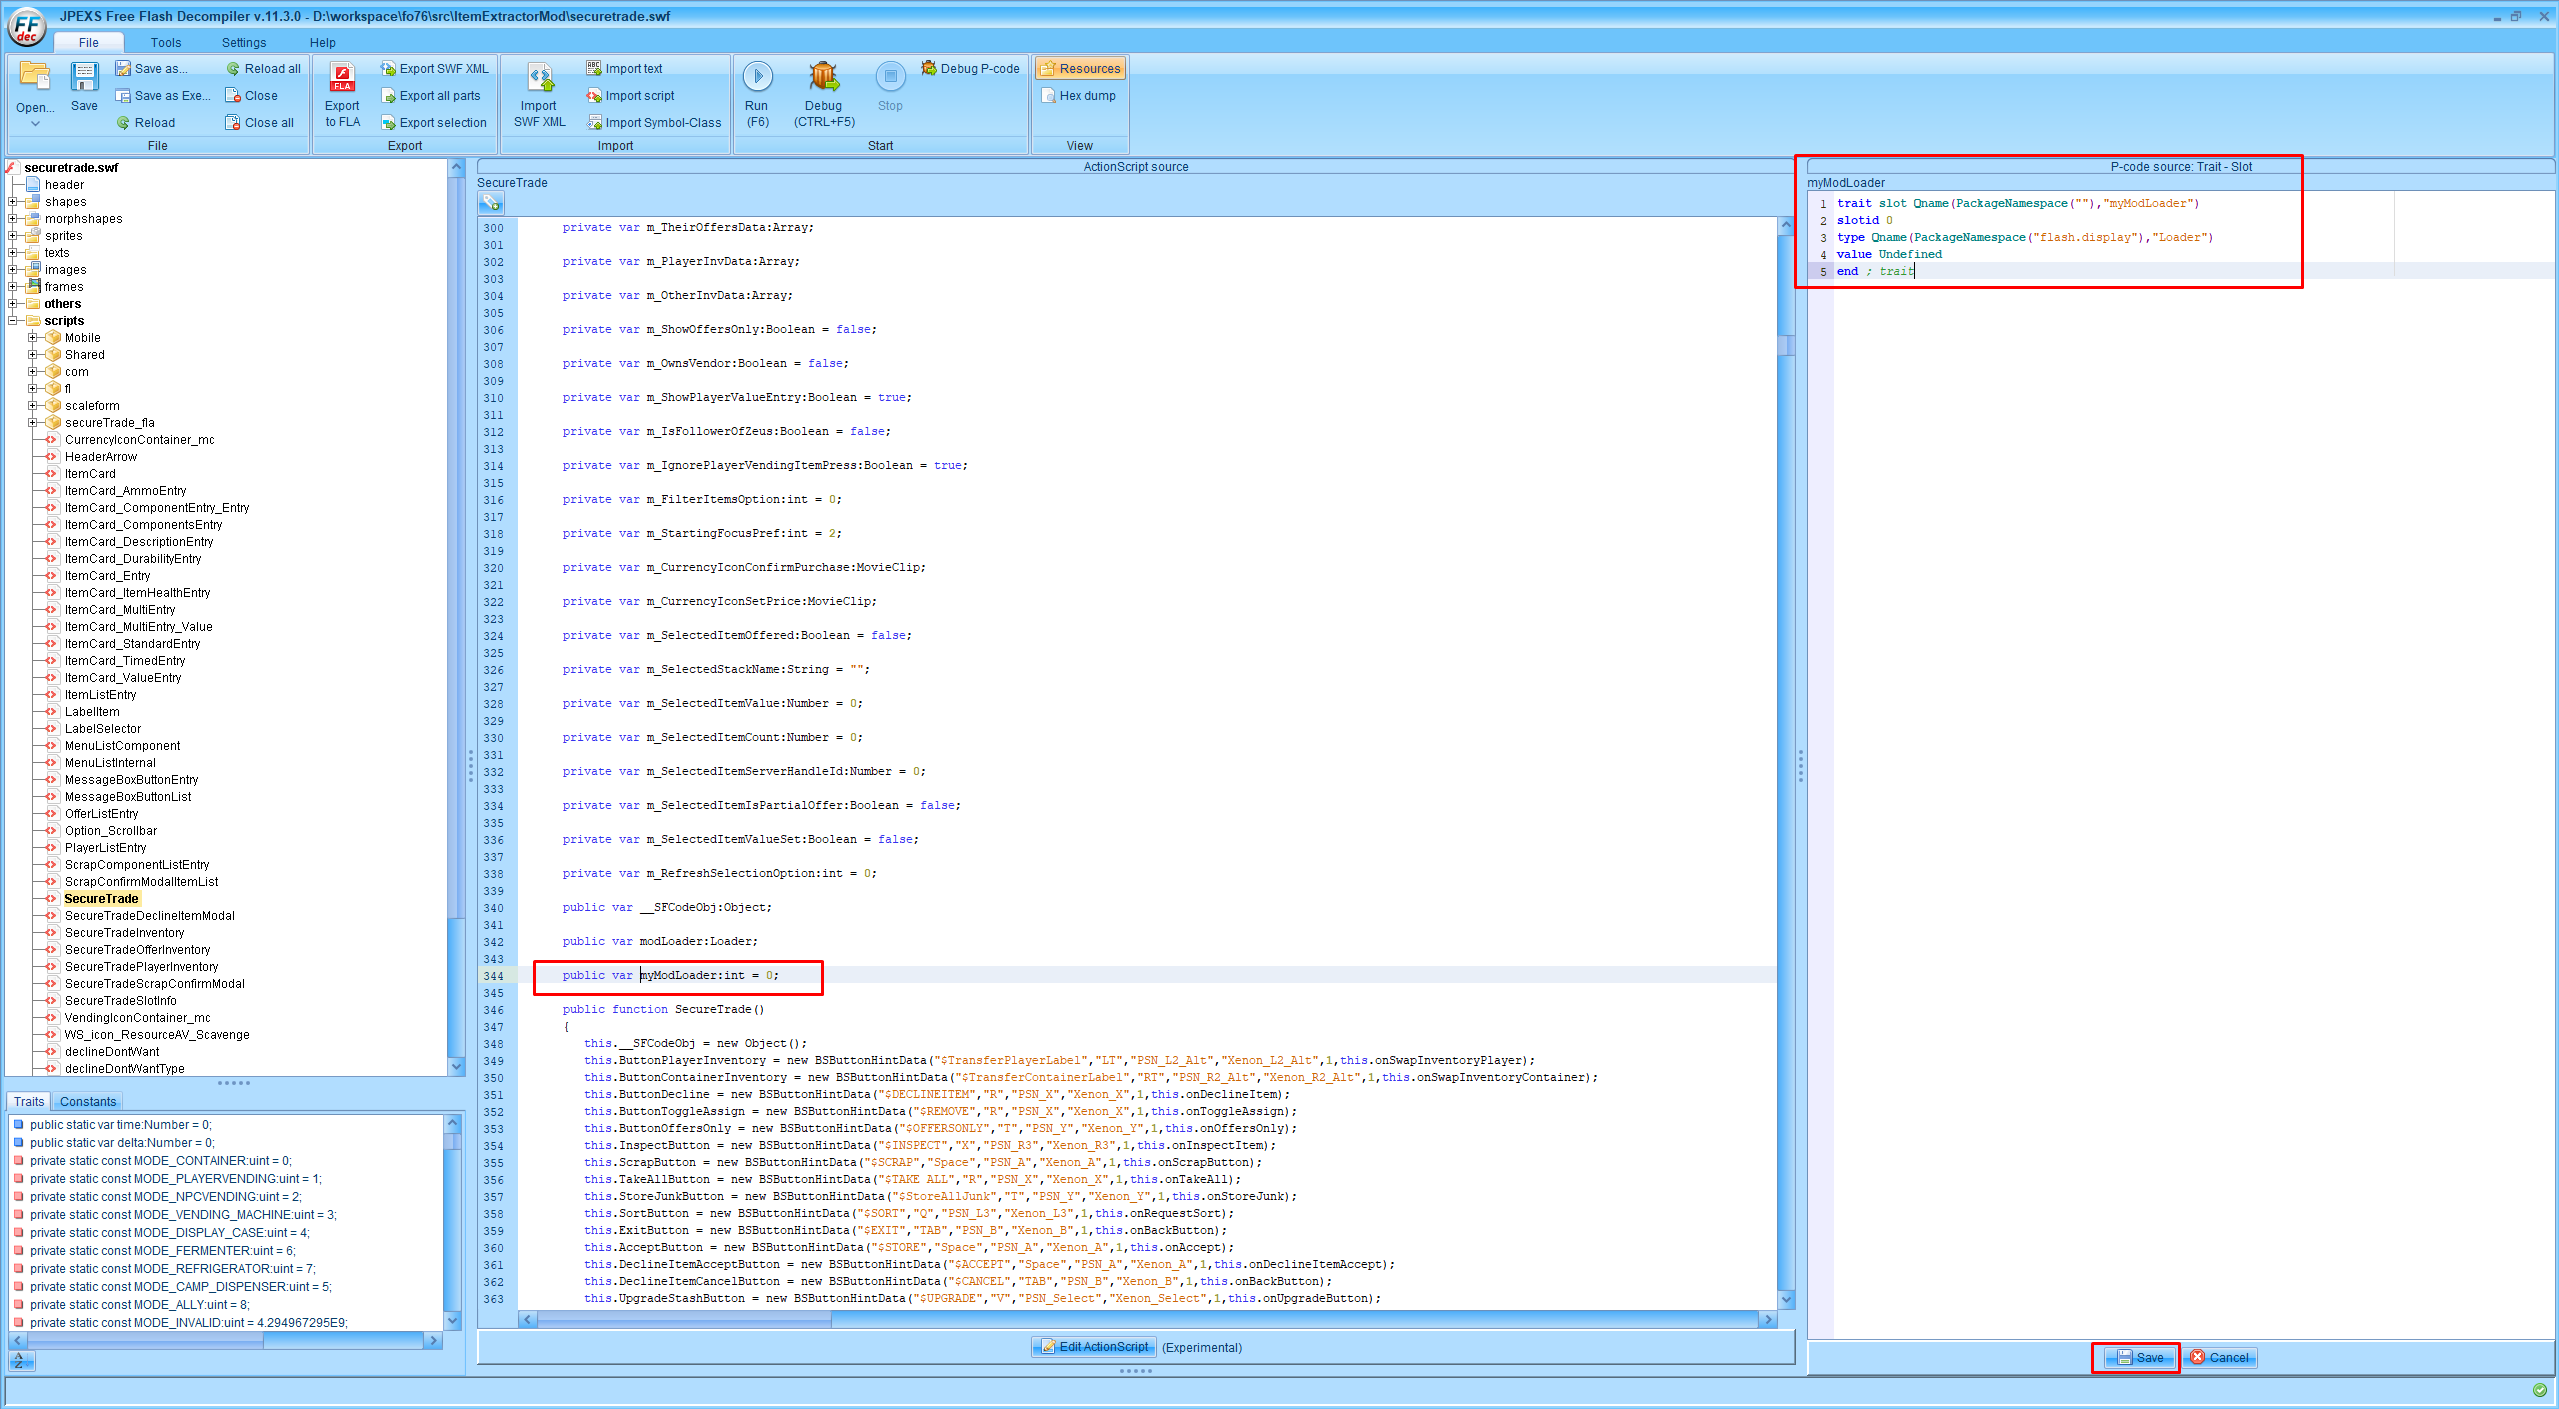 JPEXS Free Flash Decompiler v.11.3.0 - D:\workspace\fo76\src\ItemExtractorMod\securetrade.swf
FF dec
File Tools Settings Help
Open... Save Save as... Reload all
Save as Exe... Close
Reload Close all
File
Export to FLA Export SWF XML
Export all parts
Export selection
Export
Import SWF XML Import text
Import script
Import Symbol-Class
Import
Run (F6) Debug (CTRL+F5) Stop Debug P-code
Start
Resources
Hex dump
View
securetrade.swf
header
shapes
morphshapes
sprites
texts
images
frames
others
scripts
Mobile
Shared
com
fl
scaleform
secureTrade_fla
CurrencyIconContainer_mc
HeaderArrow
ItemCard
ItemCard_AmmoEntry
ItemCard_ComponentEntry_Entry
ItemCard_ComponentsEntry
ItemCard_DescriptionEntry
ItemCard_DurabilityEntry
ItemCard_Entry
ItemCard_ItemHealthEntry
ItemCard_MultiEntry
ItemCard_MultiEntry_Value
ItemCard_StandardEntry
ItemCard_TimedEntry
ItemCard_ValueEntry
ItemListEntry
LabelItem
LabelSelector
MenuListComponent
MenuListInternal
MessageBoxButtonEntry
MessageBoxButtonList
OfferListEntry
Option_Scrollbar
PlayerListEntry
ScrapComponentListEntry
ScrapConfirmModalItemList
SecureTrade
SecureTradeDeclineItemModal
SecureTradeInventory
SecureTradeOfferInventory
SecureTradePlayerInventory
SecureTradeScrapConfirmModal
SecureTradeSlotInfo
VendingIconContainer_mc
WS_icon_ResourceAV_Scavenge
declineDontWant
declineDontWantType
Traits Constants
public static var time:Number = 0;
public static var delta:Number = 0;
private static const MODE_CONTAINER:uint = 0;
private static const MODE_PLAYERVENDING:uint = 1;
private static const MODE_NPCVENDING:uint = 2;
private static const MODE_VENDING_MACHINE:uint = 3;
private static const MODE_DISPLAY_CASE:uint = 4;
private static const MODE_FERMENTER:uint = 6;
private static const MODE_REFRIGERATOR:uint = 7;
private static const MODE_CAMP_DISPENSER:uint = 5;
private static const MODE_ALLY:uint = 8;
private static const MODE_INVALID:uint = 4.294967295E9;
ActionScript source
SecureTrade
300 private var m_TheirOffersData:Array;
301
302 private var m_PlayerInvData:Array;
303
304 private var m_OtherInvData:Array;
305
306 private var m_ShowOffersOnly:Boolean = false;
307
308 private var m_OwnsVendor:Boolean = false;
309
310 private var m_ShowPlayerValueEntry:Boolean = true;
311
312 private var m_IsFollowerOfZeus:Boolean = false;
313
314 private var m_IgnorePlayerVendingItemPress:Boolean = true;
315
316 private var m_FilterItemsOption:int = 0;
317
318 private var m_StartingFocusPref:int = 2;
319
320 private var m_CurrencyIconConfirmPurchase:MovieClip;
321
322 private var m_CurrencyIconSetPrice:MovieClip;
323
324 private var m_SelectedItemOffered:Boolean = false;
325
326 private var m_SelectedStackName:String = "";
327
328 private var m_SelectedItemValue:Number = 0;
329
330 private var m_SelectedItemCount:Number = 0;
331
332 private var m_SelectedItemServerHandleId:Number = 0;
333
334 private var m_SelectedItemIsPartialOffer:Boolean = false;
335
336 private var m_SelectedItemValueSet:Boolean = false;
337
338 private var m_RefreshSelectionOption:int = 0;
339
340 public var __SFCodeObj:Object;
341
342 public var modLoader:Loader;
343
344 public var myModLoader:int = 0;
345
346 public function SecureTrade()
347 {
348 this.__SFCodeObj = new Object();
349 this.ButtonPlayerInventory = new BSButtonHintData("$TransferPlayerLabel","LT","PSN_L2_Alt","Xenon_L2_Alt",1,this.onSwapInventoryPlayer);
350 this.ButtonContainerInventory = new BSButtonHintData("$TransferContainerLabel","RT","PSN_R2_Alt","Xenon_R2_Alt",1,this.onSwapInventoryContainer);
351 this.ButtonDecline = new BSButtonHintData("$DECLINEITEM","R","PSN_X","Xenon_X",1,this.onDeclineItem);
352 this.ButtonToggleAssign = new BSButtonHintData("$REMOVE","R","PSN_X","Xenon_X",1,this.onToggleAssign);
353 this.ButtonOffersOnly = new BSButtonHintData("$OFFERSONLY","T","PSN_Y","Xenon_Y",1,this.onOffersOnly);
354 this.InspectButton = new BSButtonHintData("$INSPECT","X","PSN_R3","Xenon_R3",1,this.onInspectItem);
355 this.ScrapButton = new BSButtonHintData("$SCRAP","Space","PSN_A","Xenon_A",1,this.onScrapButton);
356 this.TakeAllButton = new BSButtonHintData("$TAKE ALL","R","PSN_X","Xenon_X",1,this.onTakeAll);
357 this.StoreJunkButton = new BSButtonHintData("$StoreAllJunk","T","PSN_Y","Xenon_Y",1,this.onStoreJunk);
358 this.SortButton = new BSButtonHintData("$SORT","Q","PSN_L3","Xenon_L3",1,this.onRequestSort);
359 this.ExitButton = new BSButtonHintData("$EXIT","TAB","PSN_B","Xenon_B",1,this.onBackButton);
360 this.AcceptButton = new BSButtonHintData("$STORE","Space","PSN_A","Xenon_A",1,this.onAccept);
361 this.DeclineItemAcceptButton = new BSButtonHintData("$ACCEPT","Space","PSN_A","Xenon_A",1,this.onDeclineItemAccept);
362 this.DeclineItemCancelButton = new BSButtonHintData("$CANCEL","TAB","PSN_B","Xenon_B",1,this.onBackButton);
363 this.UpgradeStashButton = new BSButtonHintData("$UPGRADE","V","PSN_Select","Xenon_Select",1,this.onUpgradeButton);
Edit ActionScript (Experimental)
P-code source: Trait - Slot
myModLoader
1 trait slot Qname(PackageNamespace(""),"myModLoader")
2 slotid 0
3 type Qname(PackageNamespace("flash.display"),"Loader")
4 value Undefined
5 end ; trait
Save Cancel